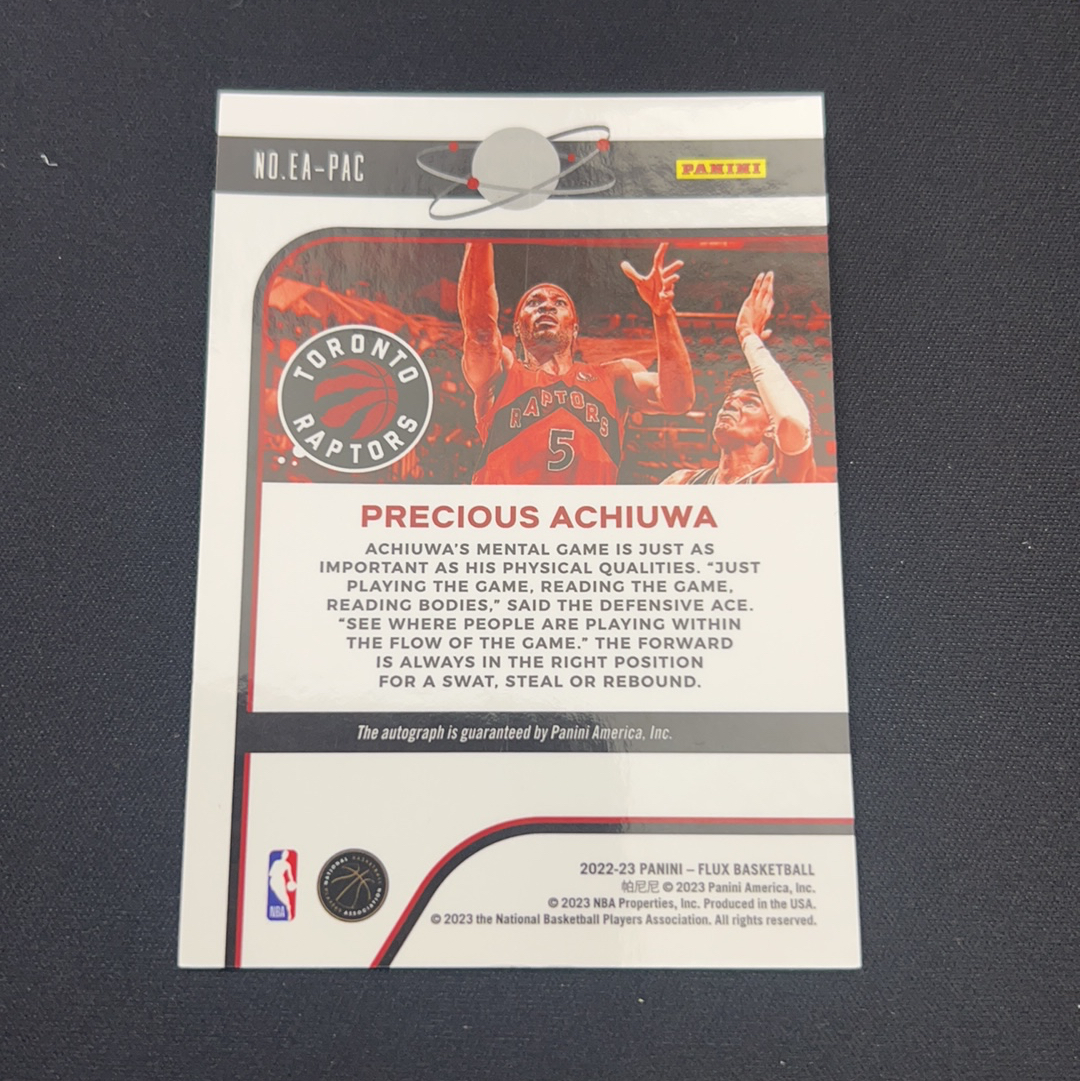 NO.EA-PAC
PANINI
TORONTO
RAPTORS
RAPTORS
5
PRECIOUS ACHIUWA
ACHIUWA'S MENTAL GAME IS JUST AS
IMPORTANT AS HIS PHYSICAL QUALITIES. “JUST
PLAYING THE GAME, READING THE GAME,
READING BODIES,” SAID THE DEFENSIVE ACE.
“SEE WHERE PEOPLE ARE PLAYING WITHIN
THE FLOW OF THE GAME.” THE FORWARD
IS ALWAYS IN THE RIGHT POSITION
FOR A SWAT, STEAL OR REBOUND.
The autograph is guaranteed by Panini America, Inc.
NBA
NATIONAL BASKETBALL
PLAYERS ASSOCIATION
2022-23 PANINI – FLUX BASKETBALL
帕尼尼 © 2023 Panini America, Inc.
© 2023 NBA Properties, Inc. Produced in the USA.
© 2023 the National Basketball Players Association. All rights reserved.